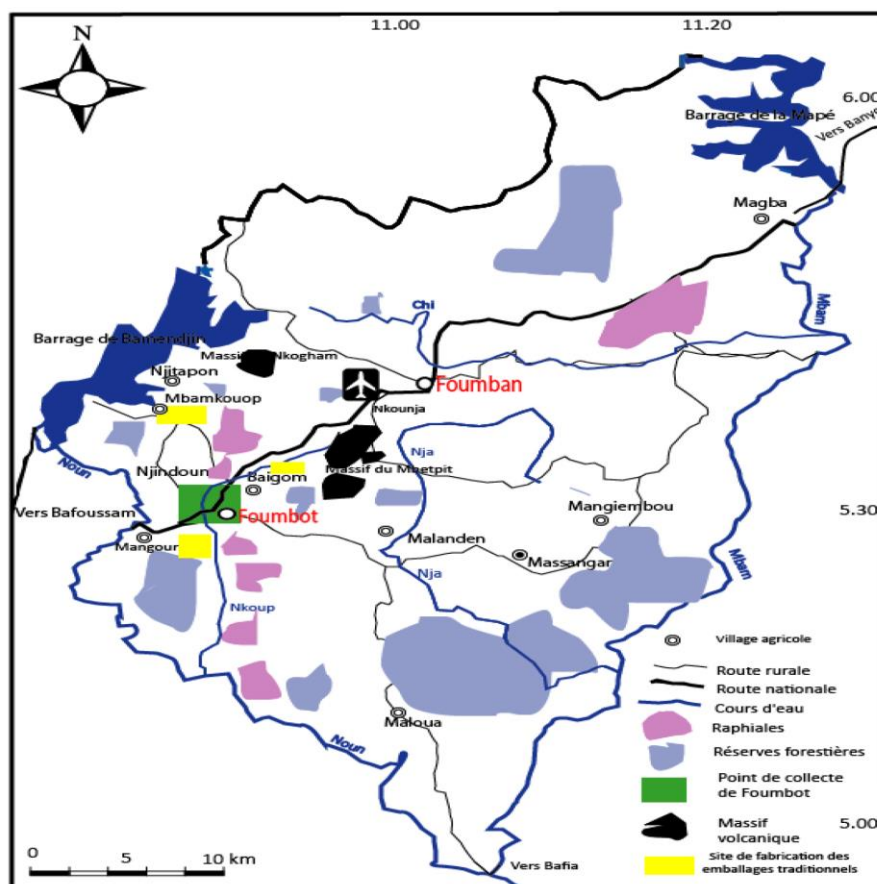 N
11.00
11.20
6.00
Barrage de la Mapé
Vers Banyo
Magba
Mbam
Chi
Barrage de Bamendjin
Massif du Nkogham
Njitapon
Foumban
Mbamkouop
Nkounja
Noun
Njindoun
Nja
Massif du Mbetpit
Baigom
Vers Bafoussam
Foumbot
Mangiembou
5.30
Mangoum
Malanden
Massangam
Mbam
Nja
Nkoup
Village agricole
Route rurale
Route nationale
Cours d'eau
Maloua
Raphiales
Noun
Réserves forestières
Point de collecte
de Foumbot
Massif
volcanique
5.00
0
5
10 km
Vers Bafia
Site de fabrication des
emballages traditionnels